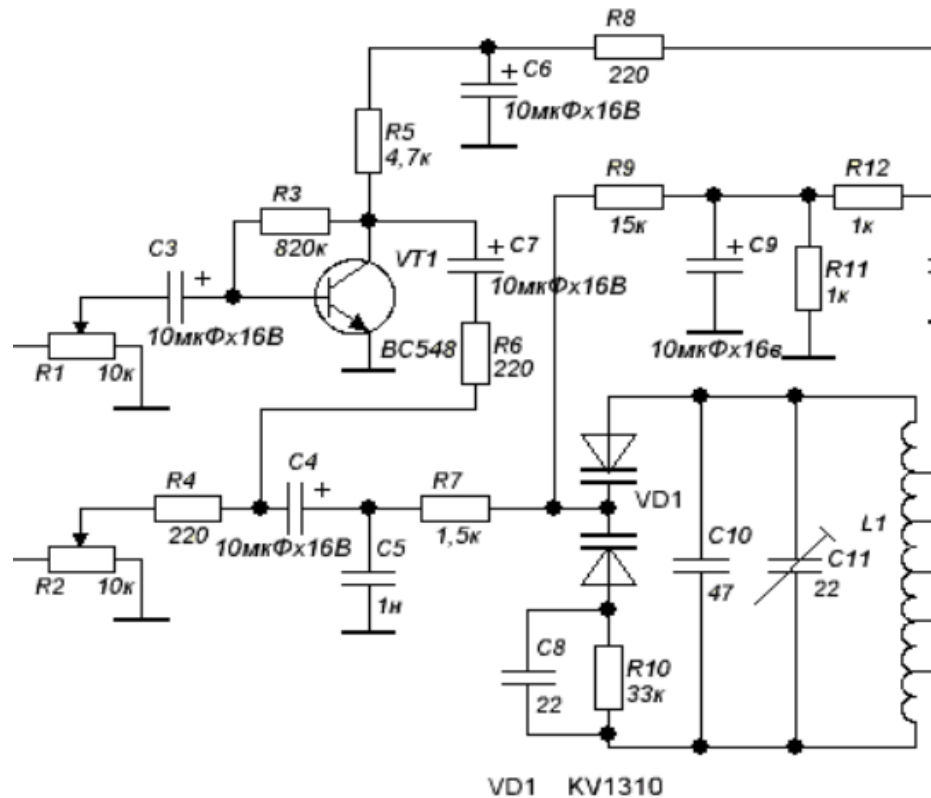 R8
+ C6
220
10мкФх16В
R5
4,7к
R9
R12
R3
15к
+ C9
1к
820к
VT1
+ C7
C3
+
R11
1к
10мкФх16В
10мкФх16В
BC548
R6
220
10мкФх16в
R1
10к
C4
+
R4
R7
VD1
220
10мкФх16В
C5
1,5к
L1
C10
C11
R2
10к
1н
47
22
C8
R10
22
33к
VD1 KV1310